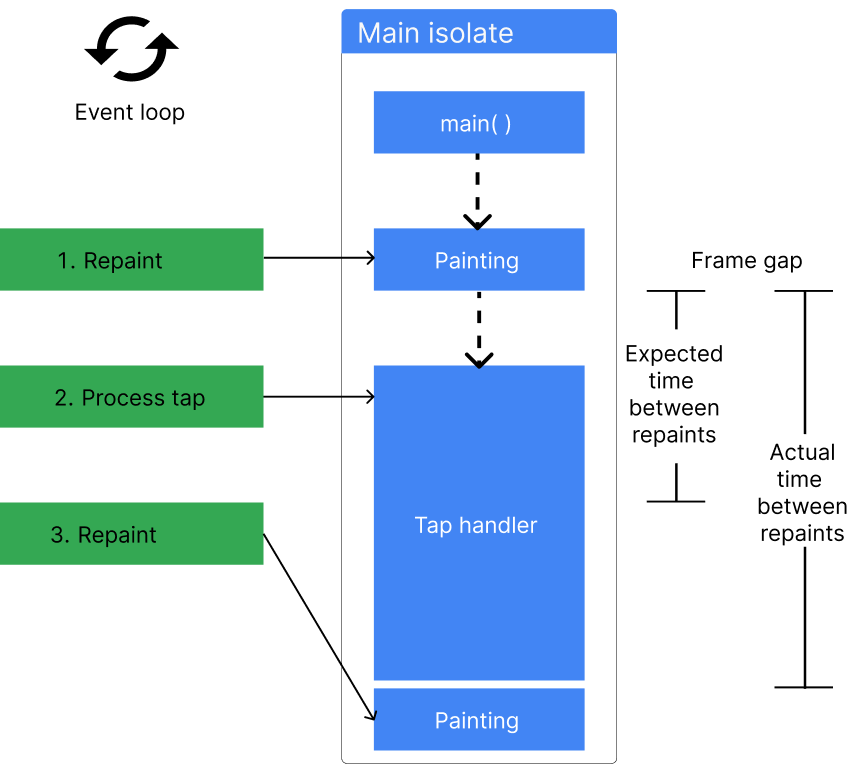 Main isolate
Event loop
main( )
1. Repaint
Painting
Frame gap
Expected
time
between
repaints
2. Process tap
Actual
time
between
repaints
3. Repaint
Tap handler
Painting